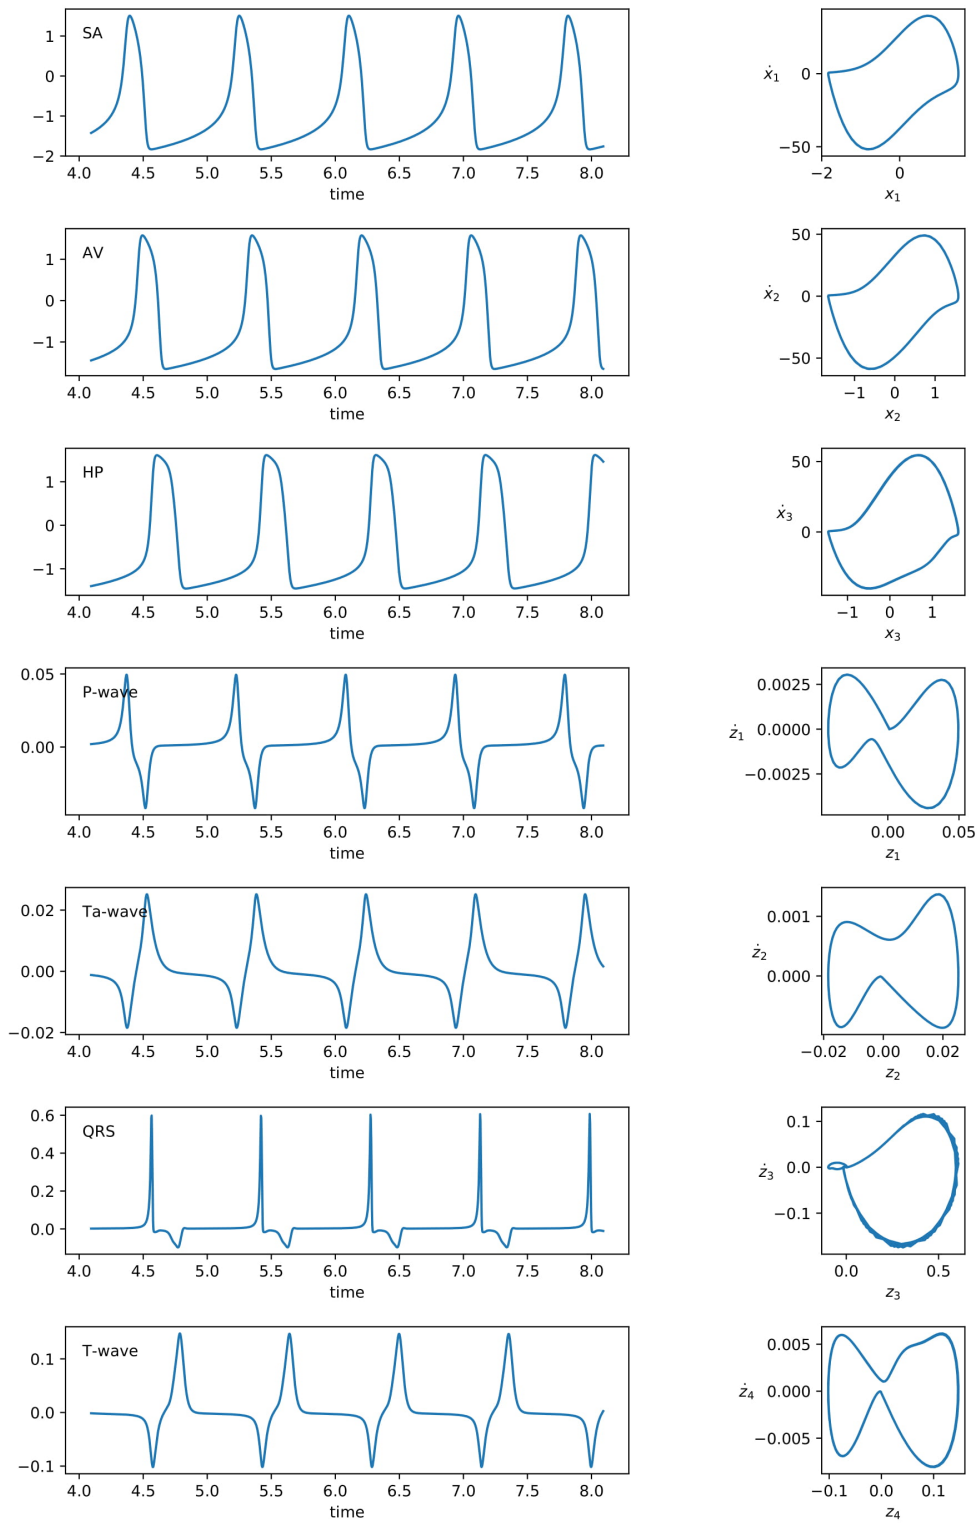 SA
1
0
−1
−2
4.0 4.5 5.0 5.5 6.0 6.5 7.0 7.5 8.0
time
ẋ₁
0
−50
−2 0
x₁
AV
1
0
−1
4.0 4.5 5.0 5.5 6.0 6.5 7.0 7.5 8.0
time
ẋ₂
50
0
−50
−1 0 1
x₂
HP
1
0
−1
4.0 4.5 5.0 5.5 6.0 6.5 7.0 7.5 8.0
time
ẋ₃
50
0
−1 0 1
x₃
P-wave
0.05
0.00
4.0 4.5 5.0 5.5 6.0 6.5 7.0 7.5 8.0
time
ż₁
0.0025
0.0000
−0.0025
0.00 0.05
z₁
Ta-wave
0.02
0.00
−0.02
4.0 4.5 5.0 5.5 6.0 6.5 7.0 7.5 8.0
time
ż₂
0.001
0.000
−0.02 0.00 0.02
z₂
QRS
0.6
0.4
0.2
0.0
4.0 4.5 5.0 5.5 6.0 6.5 7.0 7.5 8.0
time
ż₃
0.1
0.0
−0.1
0.0 0.5
z₃
T-wave
0.1
0.0
−0.1
4.0 4.5 5.0 5.5 6.0 6.5 7.0 7.5 8.0
time
ż₄
0.005
0.000
−0.005
−0.1 0.0 0.1
z₄